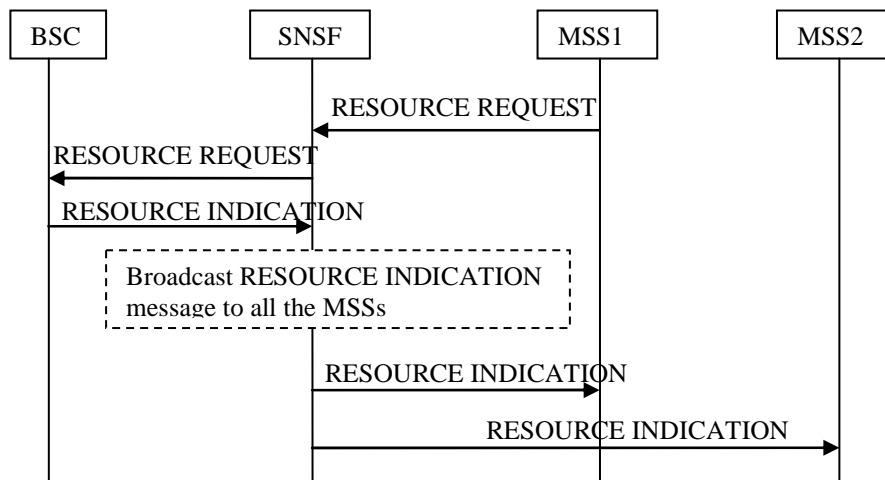 BSC
SNSF
MSS1
MSS2
RESOURCE REQUEST
RESOURCE REQUEST
RESOURCE INDICATION
Broadcast RESOURCE INDICATION
message to all the MSSs
RESOURCE INDICATION
RESOURCE INDICATION